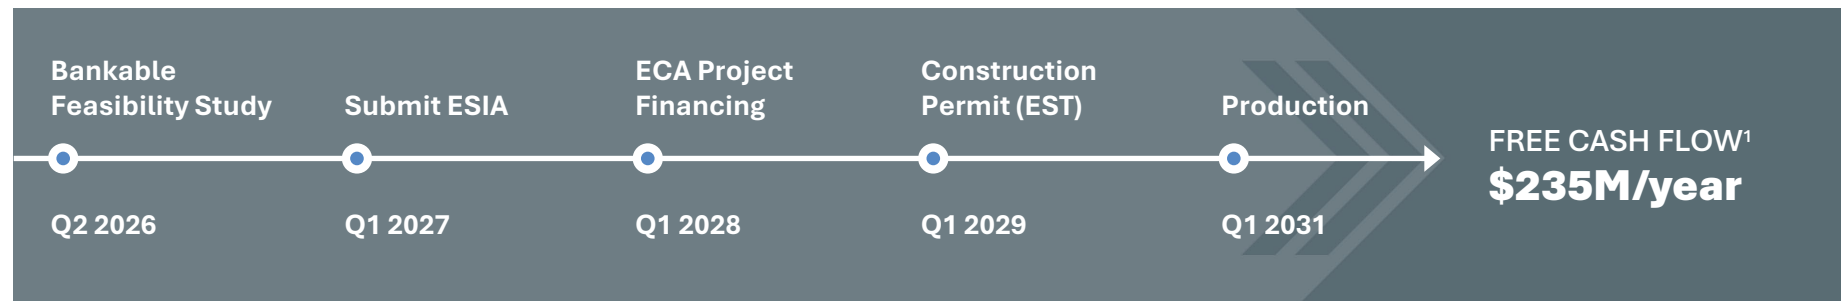 Bankable
Feasibility Study
Submit ESIA
ECA Project
Financing
Construction
Permit (EST)
Production
Q2 2026
Q1 2027
Q1 2028
Q1 2029
Q1 2031
FREE CASH FLOW¹
$235M/year